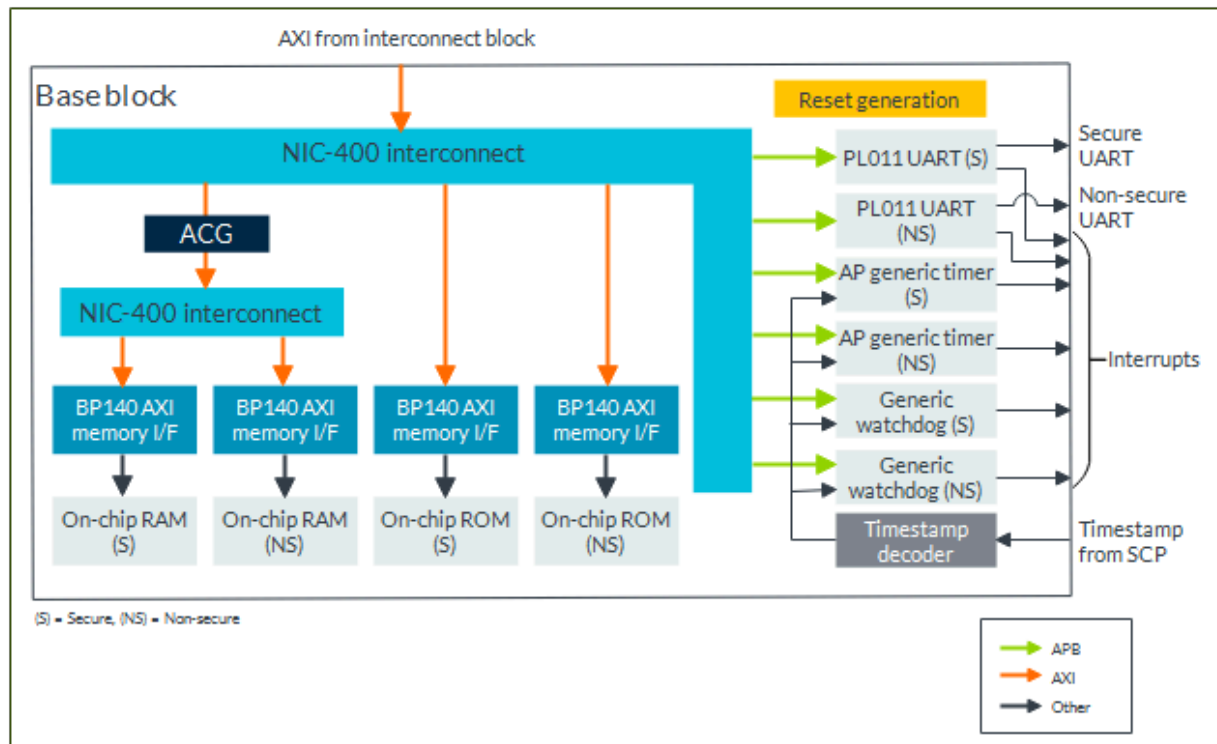 AXI from interconnect block
Base block
Reset generation
NIC-400 interconnect
PL011 UART (S)
Secure
UART
PL011 UART
(NS)
Non-secure
UART
ACG
AP generic timer
(S)
NIC-400 interconnect
AP generic timer
(NS)
Interrupts
BP140 AXI
memory I/F
BP140 AXI
memory I/F
BP140 AXI
memory I/F
BP140 AXI
memory I/F
Generic
watchdog (S)
Generic
watchdog (NS)
On-chip RAM
(S)
On-chip RAM
(NS)
On-chip ROM
(S)
On-chip ROM
(NS)
Timestamp
decoder
Timestamp
from SCP
(S) = Secure, (NS) = Non-secure
APB
AXI
Other